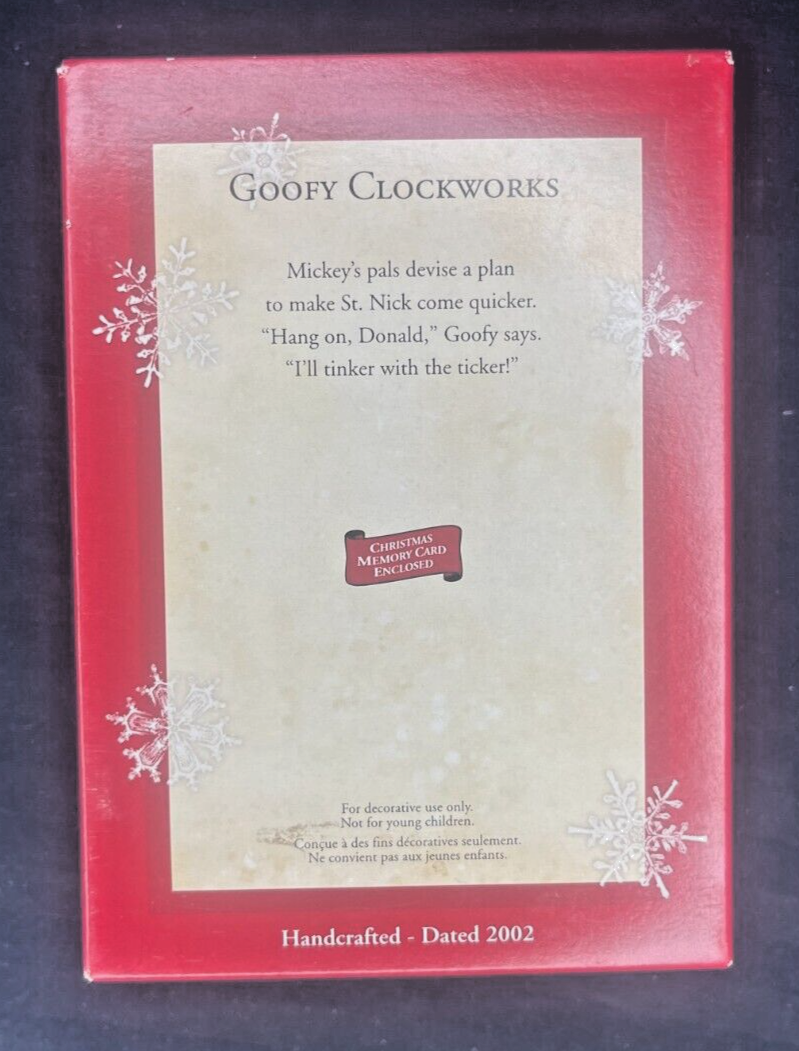 GOOFY CLOCKWORKS
Mickey's pals devise a plan
to make St. Nick come quicker.
“Hang on, Donald,” Goofy says.
“I'll tinker with the ticker!”
CHRISTMAS
MEMORY CARD
ENCLOSED
For decorative use only.
Not for young children.
Conçue à des fins décoratives seulement.
Ne convient pas aux jeunes enfants.
Handcrafted - Dated 2002